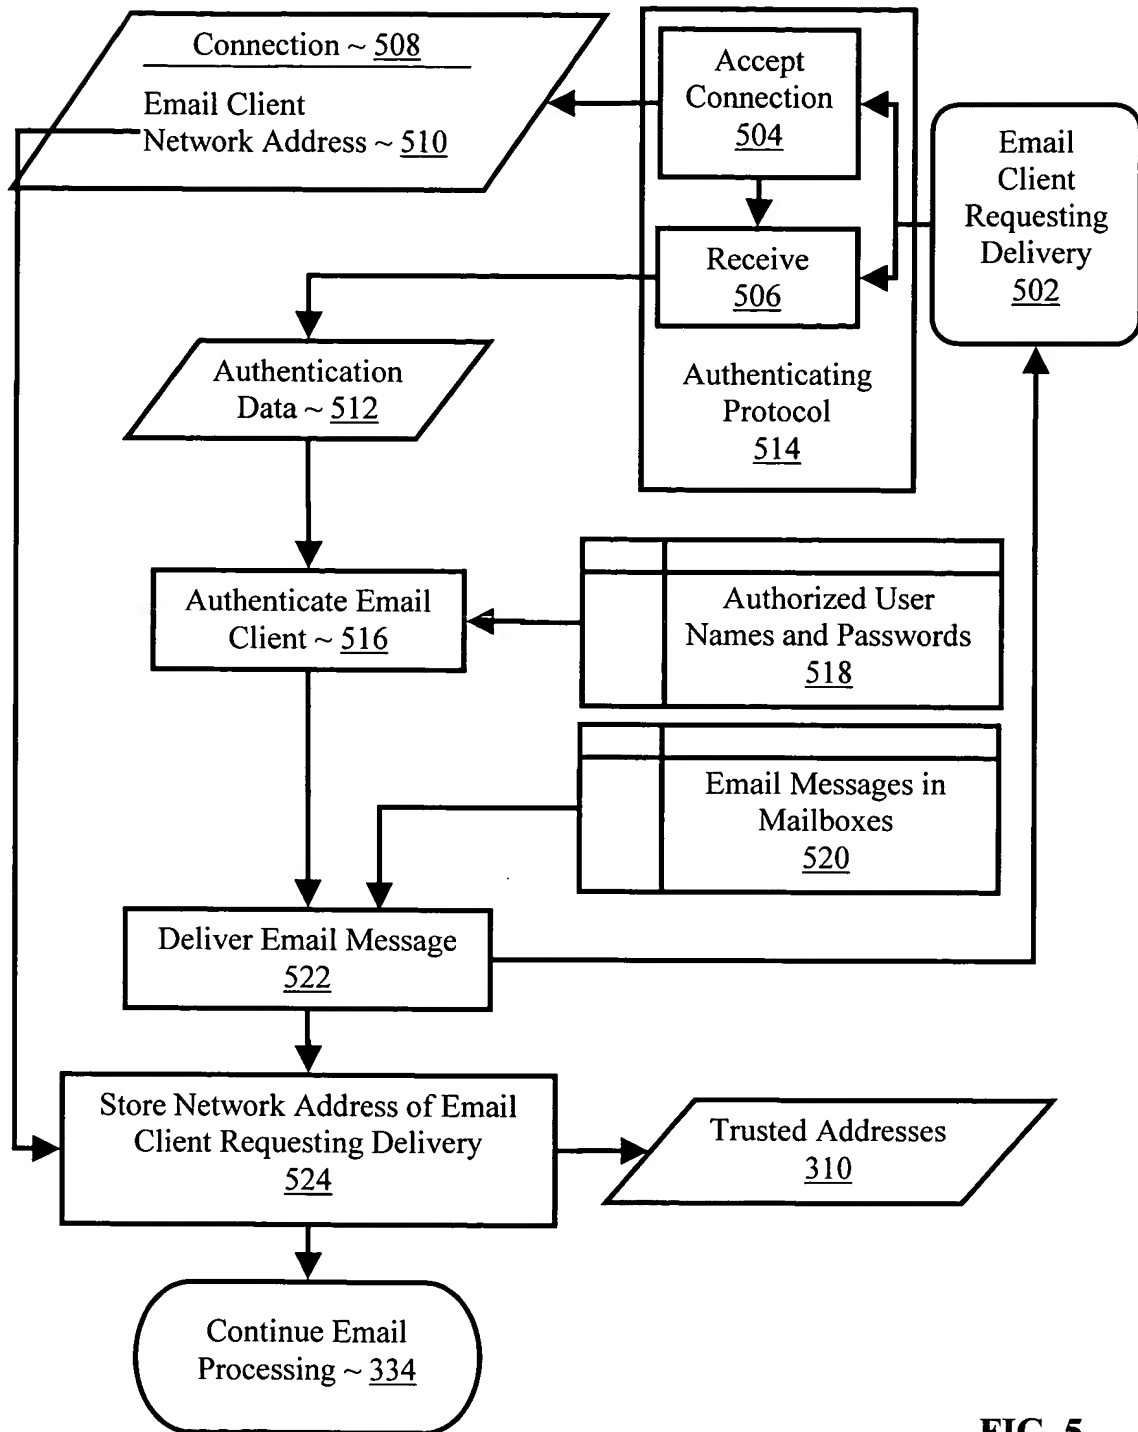 Connection ~ 508
Email Client
Network Address ~ 510
Accept
Connection
504
Receive
506
Authenticating
Protocol
514
Email
Client
Requesting
Delivery
502
Authentication
Data ~ 512
Authenticate Email
Client ~ 516
Authorized User
Names and Passwords
518
Email Messages in
Mailboxes
520
Deliver Email Message
522
Store Network Address of Email
Client Requesting Delivery
524
Trusted Addresses
310
Continue Email
Processing ~ 334
FIG. 5